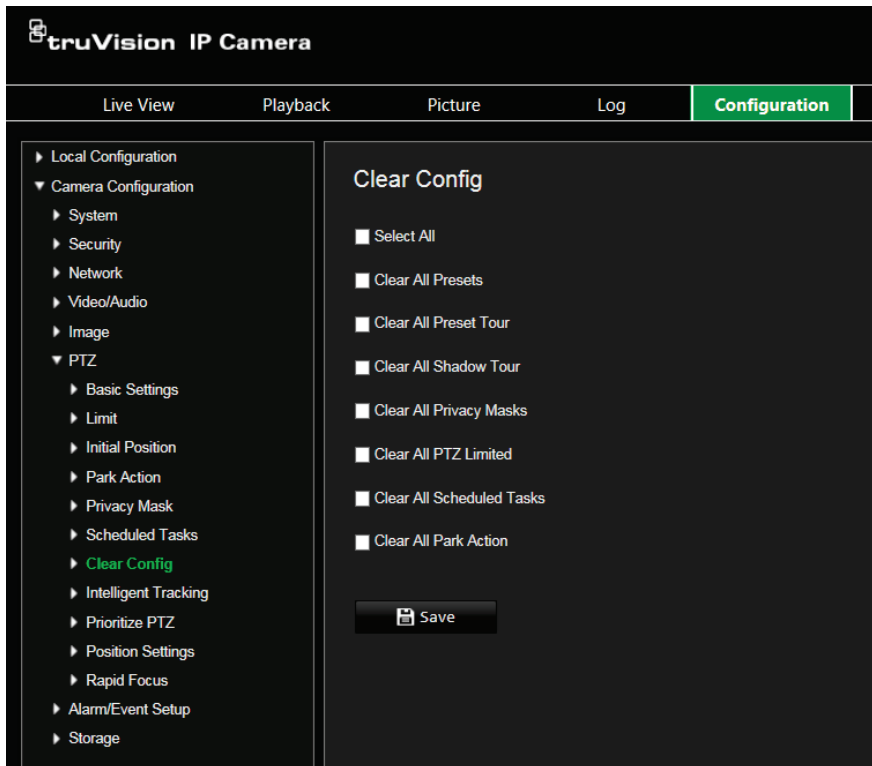 truVision IP Camera
Live View Playback Picture Log Configuration
Local Configuration
Camera Configuration
System
Security
Network
Video/Audio
Image
PTZ
Basic Settings
Limit
Initial Position
Park Action
Privacy Mask
Scheduled Tasks
Clear Config
Intelligent Tracking
Prioritize PTZ
Position Settings
Rapid Focus
Alarm/Event Setup
Storage
Clear Config
Select All
Clear All Presets
Clear All Preset Tour
Clear All Shadow Tour
Clear All Privacy Masks
Clear All PTZ Limited
Clear All Scheduled Tasks
Clear All Park Action
Save